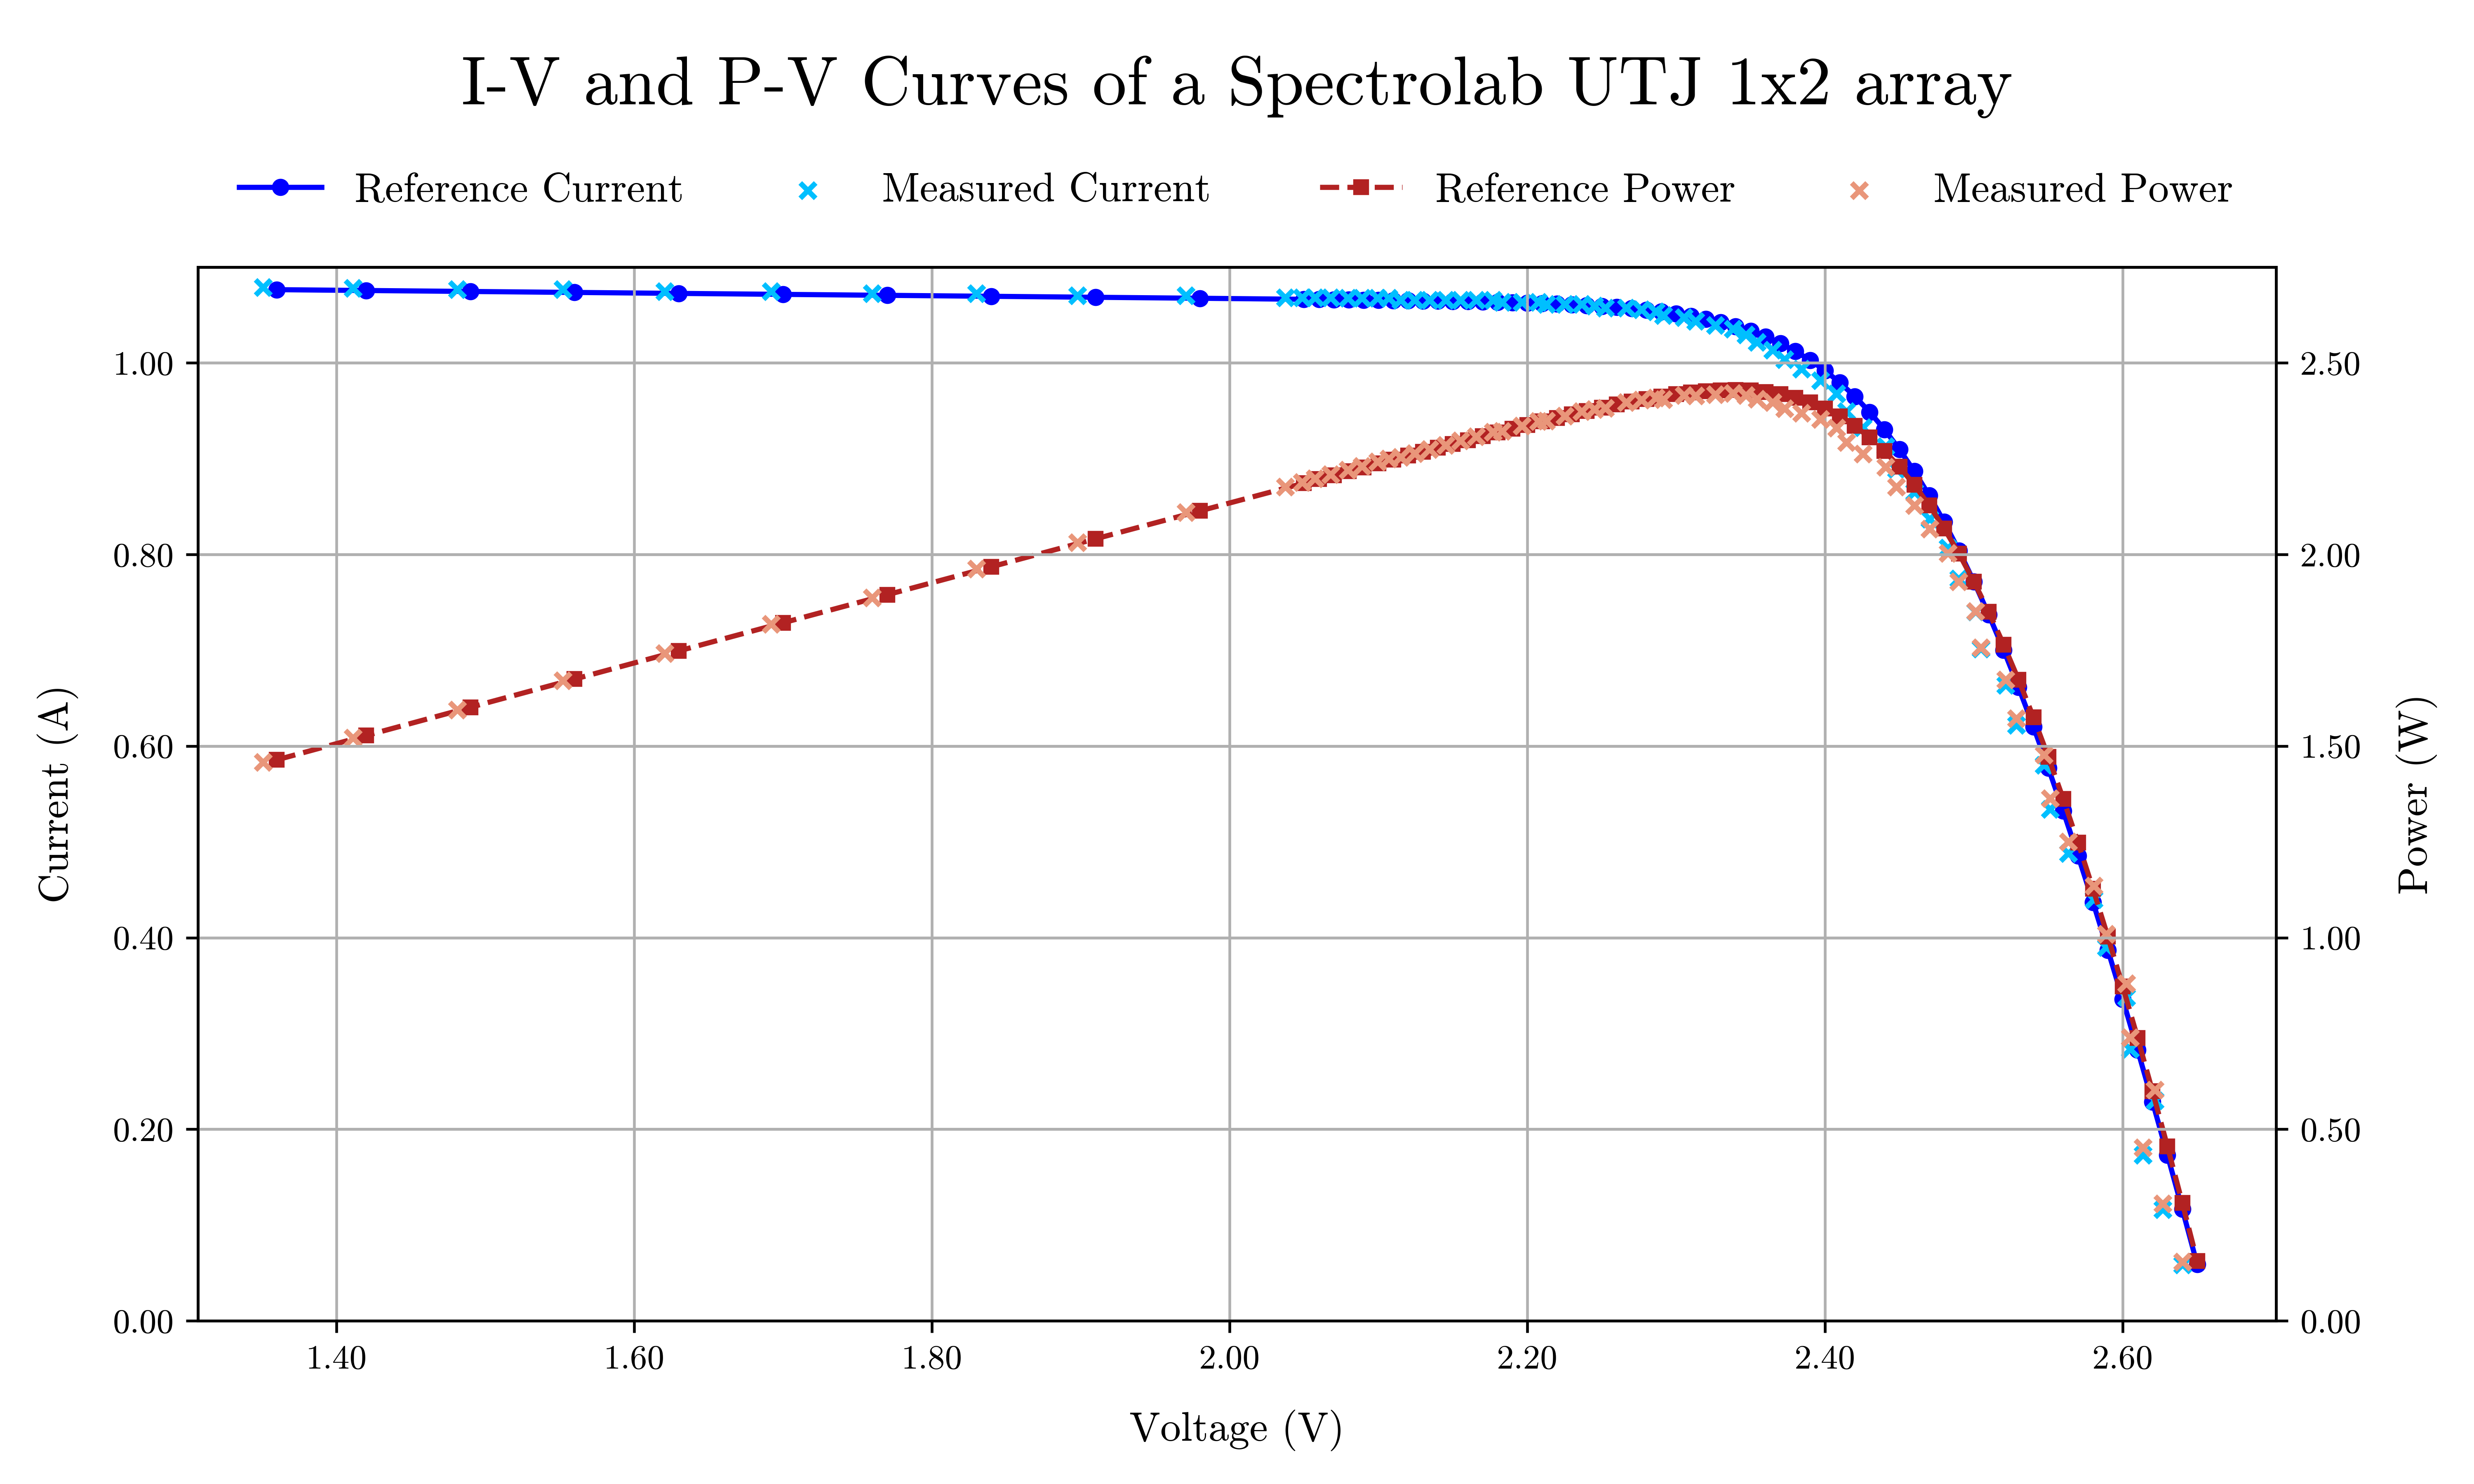 I-V and P-V Curves of a Spectrolab UTJ 1x2 array
Reference Current Measured Current Reference Power Measured Power
1.00
0.80
0.60
0.40
0.20
0.00
Current (A)
2.50
2.00
1.50
1.00
0.50
0.00
Power (W)
1.40 1.60 1.80 2.00 2.20 2.40 2.60
Voltage (V)